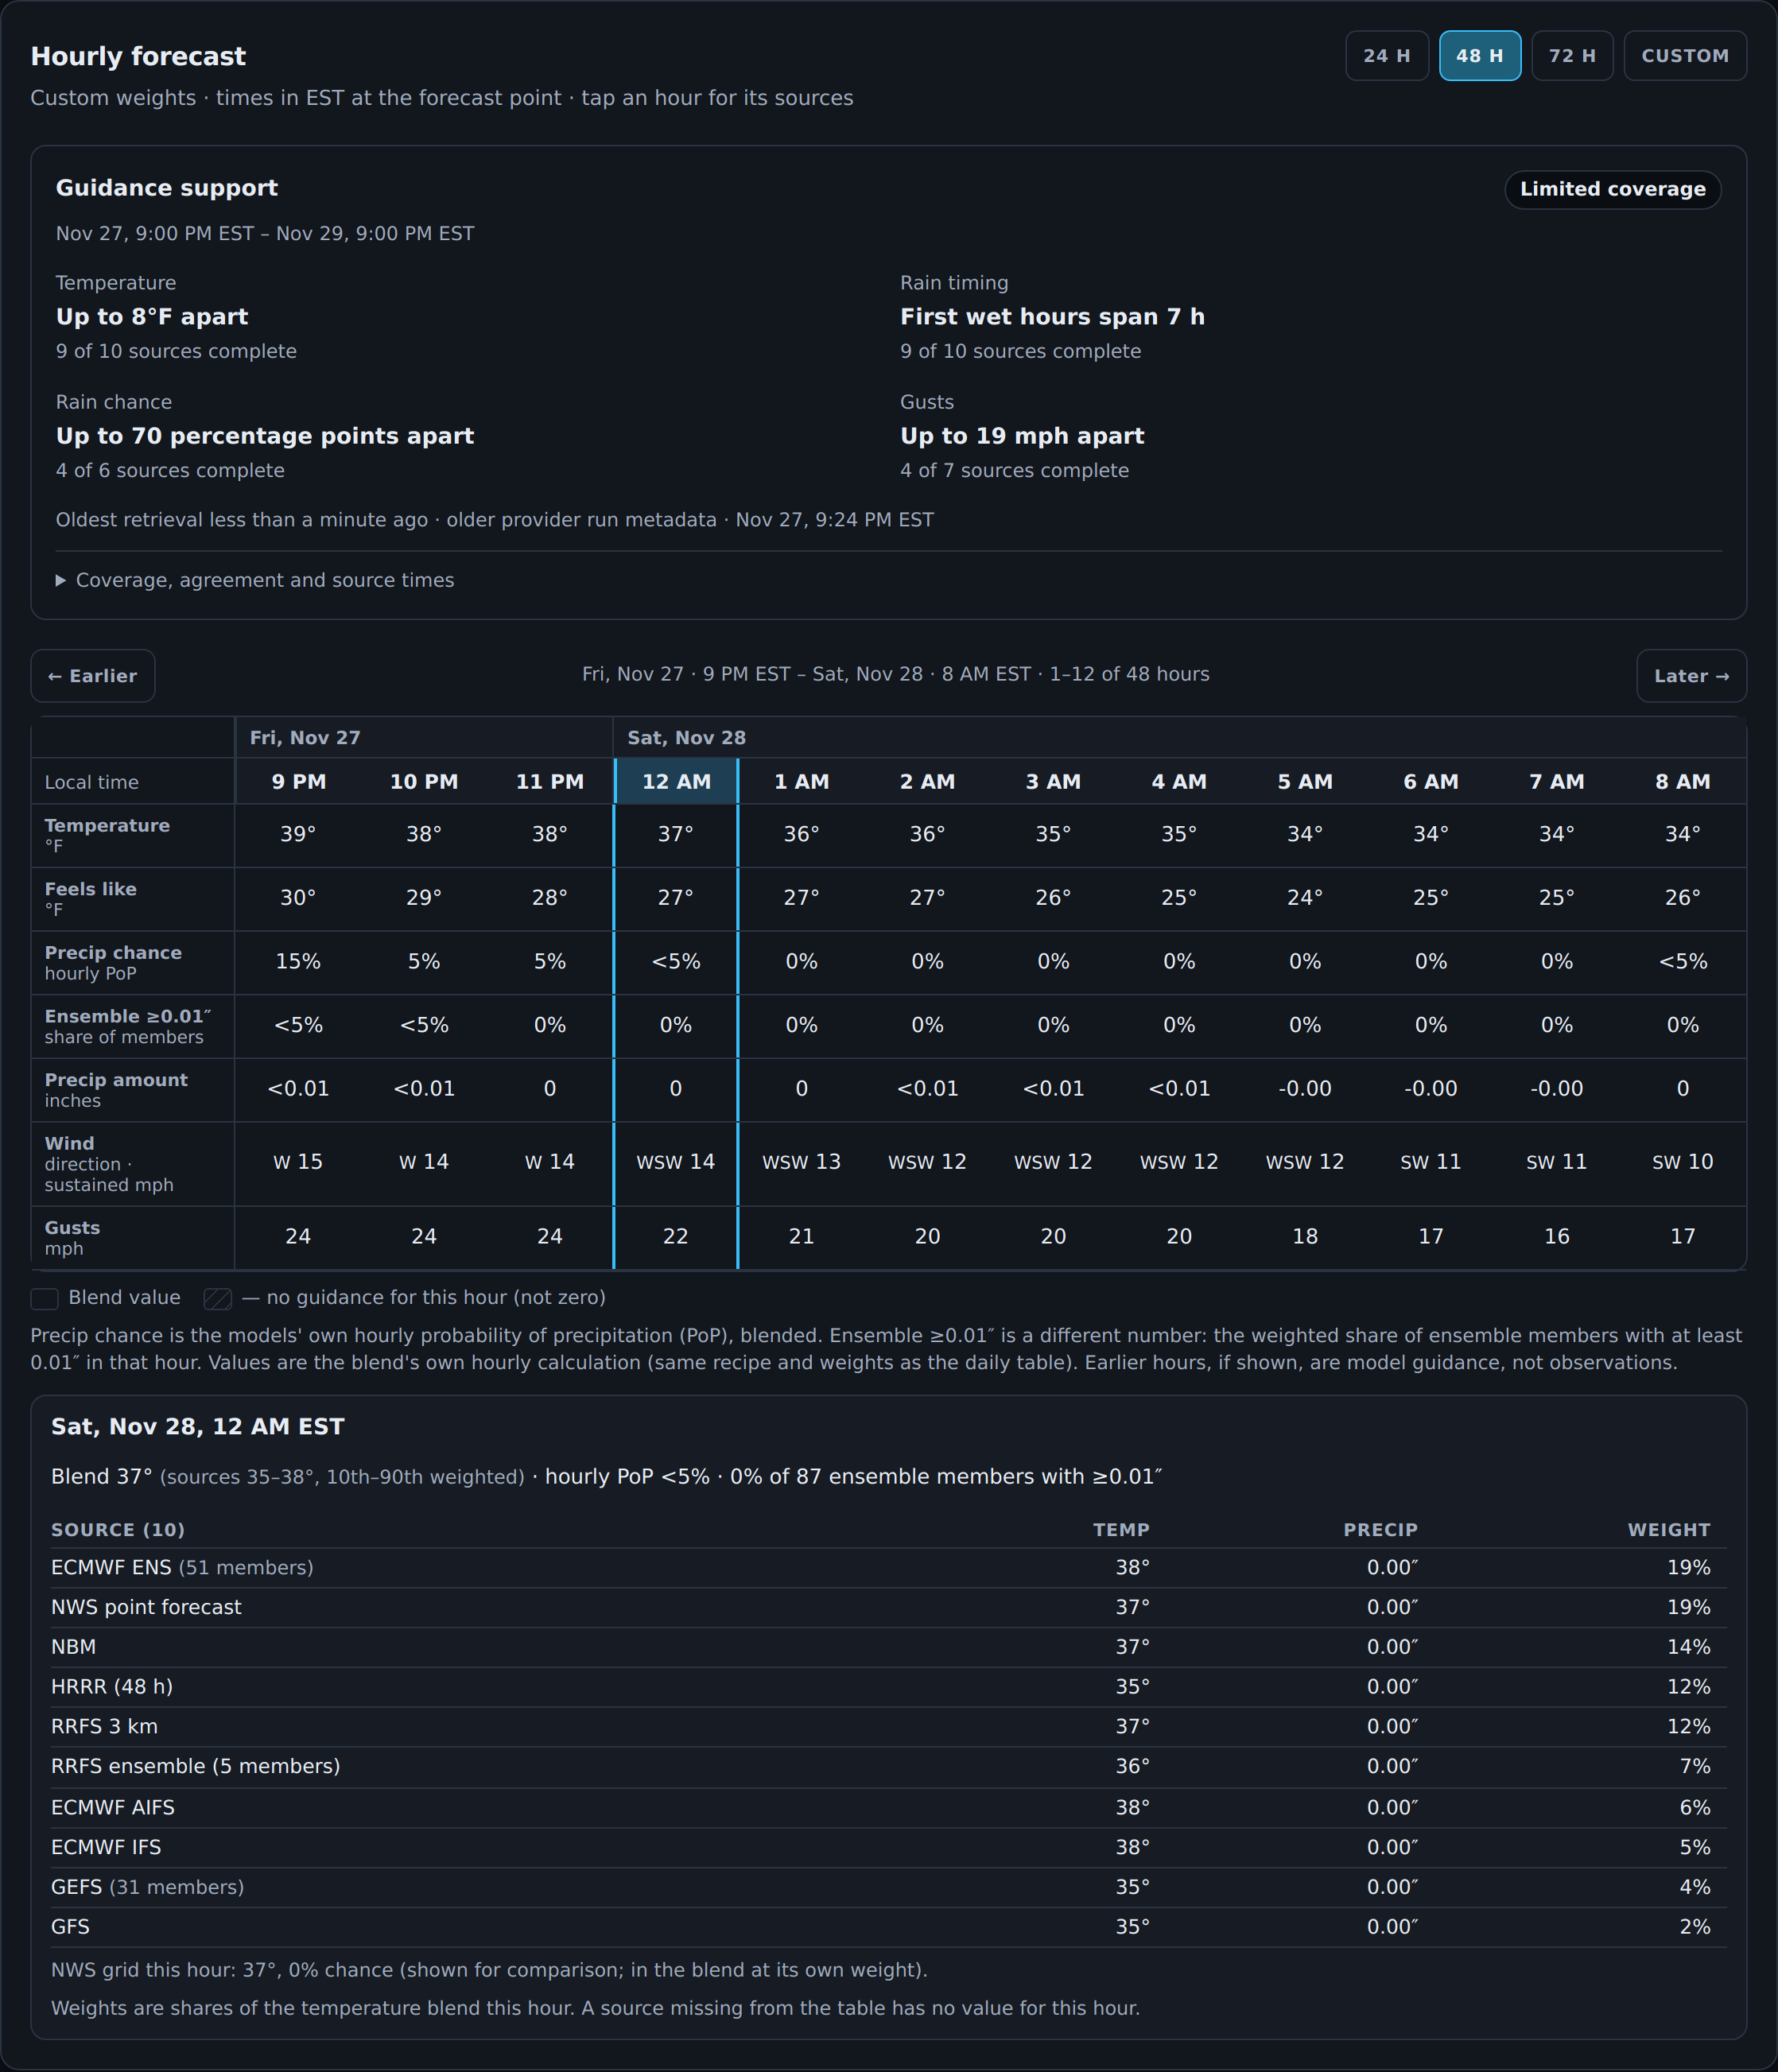 Hourly forecast
24 H 48 H 72 H CUSTOM
Custom weights · times in EST at the forecast point · tap an hour for its sources
Guidance support
Limited coverage
Nov 27, 9:00 PM EST – Nov 29, 9:00 PM EST
Temperature
Up to 8°F apart
9 of 10 sources complete
Rain timing
First wet hours span 7 h
9 of 10 sources complete
Rain chance
Up to 70 percentage points apart
4 of 6 sources complete
Gusts
Up to 19 mph apart
4 of 7 sources complete
Oldest retrieval less than a minute ago · older provider run metadata · Nov 27, 9:24 PM EST
▶ Coverage, agreement and source times
← Earlier
Fri, Nov 27 · 9 PM EST – Sat, Nov 28 · 8 AM EST · 1–12 of 48 hours
Later →
Fri, Nov 27 Sat, Nov 28
Local time 9 PM 10 PM 11 PM 12 AM 1 AM 2 AM 3 AM 4 AM 5 AM 6 AM 7 AM 8 AM
Temperature
°F
39° 38° 38° 37° 36° 36° 35° 35° 34° 34° 34° 34°
Feels like
°F
30° 29° 28° 27° 27° 27° 26° 25° 24° 25° 25° 26°
Precip chance
hourly PoP
15% 5% 5% <5% 0% 0% 0% 0% 0% 0% 0% <5%
Ensemble ≥0.01″
share of members
<5% <5% 0% 0% 0% 0% 0% 0% 0% 0% 0% 0%
Precip amount
inches
<0.01 <0.01 0 0 0 <0.01 <0.01 <0.01 -0.00 -0.00 -0.00 0
Wind
direction ·
sustained mph
W 15 W 14 W 14 WSW 14 WSW 13 WSW 12 WSW 12 WSW 12 WSW 12 SW 11 SW 11 SW 10
Gusts
mph
24 24 24 22 21 20 20 20 18 17 16 17
Blend value — no guidance for this hour (not zero)
Precip chance is the models' own hourly probability of precipitation (PoP), blended. Ensemble ≥0.01″ is a different number: the weighted share of ensemble members with at least
0.01″ in that hour. Values are the blend's own hourly calculation (same recipe and weights as the daily table). Earlier hours, if shown, are model guidance, not observations.
Sat, Nov 28, 12 AM EST
Blend 37° (sources 35–38°, 10th–90th weighted) · hourly PoP <5% · 0% of 87 ensemble members with ≥0.01″
SOURCE (10) TEMP PRECIP WEIGHT
ECMWF ENS (51 members) 38° 0.00″ 19%
NWS point forecast 37° 0.00″ 19%
NBM 37° 0.00″ 14%
HRRR (48 h) 35° 0.00″ 12%
RRFS 3 km 37° 0.00″ 12%
RRFS ensemble (5 members) 36° 0.00″ 7%
ECMWF AIFS 38° 0.00″ 6%
ECMWF IFS 38° 0.00″ 5%
GEFS (31 members) 35° 0.00″ 4%
GFS 35° 0.00″ 2%
NWS grid this hour: 37°, 0% chance (shown for comparison; in the blend at its own weight).
Weights are shares of the temperature blend this hour. A source missing from the table has no value for this hour.